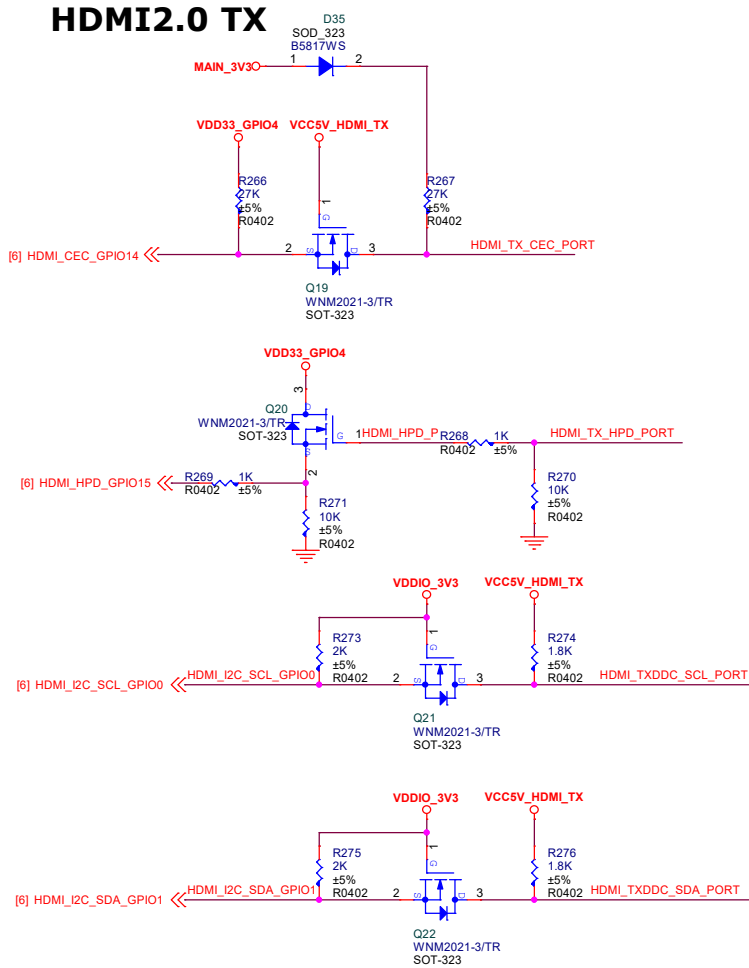 HDMI2.0 TX
D35
SOD_323
B5817WS
MAIN_3V3
1
2
VDD33_GPIO4
VCC5V_HDMI_TX
R266
27K
±5%
R0402
1
G
R267
27K
±5%
R0402
[6] HDMI_CEC_GPIO14
2
S
D
3
HDMI_TX_CEC_PORT
Q19
WNM2021-3/TR
SOT-323
VDD33_GPIO4
3
D
Q20
WNM2021-3/TR
SOT-323
G
1
HDMI_HPD_P
R268
1K
R0402
±5%
HDMI_TX_HPD_PORT
S
2
[6] HDMI_HPD_GPIO15
R269
1K
R0402
±5%
R271
10K
±5%
R0402
R270
10K
±5%
R0402
VDDIO_3V3
VCC5V_HDMI_TX
R273
2K
±5%
R0402
1
G
R274
1.8K
±5%
R0402
[6] HDMI_I2C_SCL_GPIO0
HDMI_I2C_SCL_GPIO0
2
S
D
3
HDMI_TXDDC_SCL_PORT
Q21
WNM2021-3/TR
SOT-323
VDDIO_3V3
VCC5V_HDMI_TX
R275
2K
±5%
R0402
1
G
R276
1.8K
±5%
R0402
[6] HDMI_I2C_SDA_GPIO1
HDMI_I2C_SDA_GPIO1
2
S
D
3
HDMI_TXDDC_SDA_PORT
Q22
WNM2021-3/TR
SOT-323